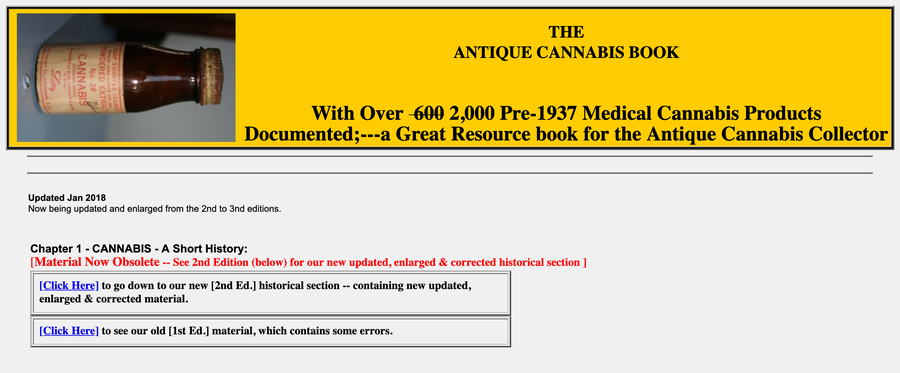 THE
ANTIQUE CANNABIS BOOK
POWDERED EXTRACT
No. 28
CANNABIS
Lilly
With Over 600 2,000 Pre-1937 Medical Cannabis Products
Documented;---a Great Resource book for the Antique Cannabis Collector
Updated Jan 2018
Now being updated and enlarged from the 2nd to 3nd editions.
Chapter 1 - CANNABIS - A Short History:
[Material Now Obsolete -- See 2nd Edition (below) for our new updated, enlarged & corrected historical section ]
[Click Here] to go down to our new [2nd Ed.] historical section -- containing new updated,
enlarged & corrected material.
[Click Here] to see our old [1st Ed.] material, which contains some errors.